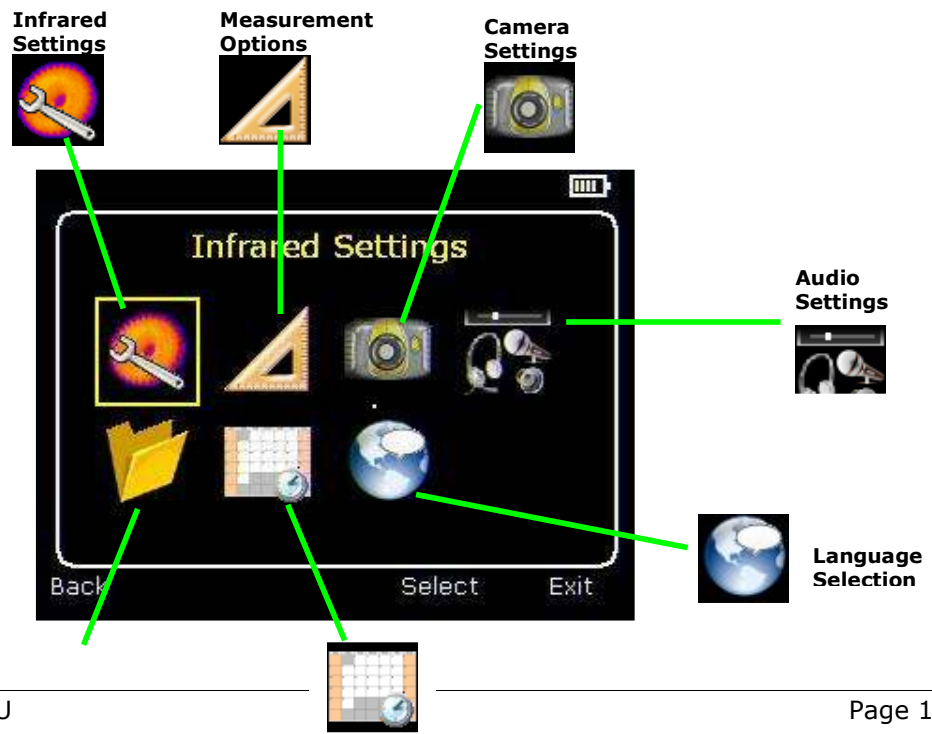 Infrared
Settings
Measurement
Options
Camera
Settings
Infrared Settings
Audio
Settings
Language
Selection
Back Select Exit
U Page 1